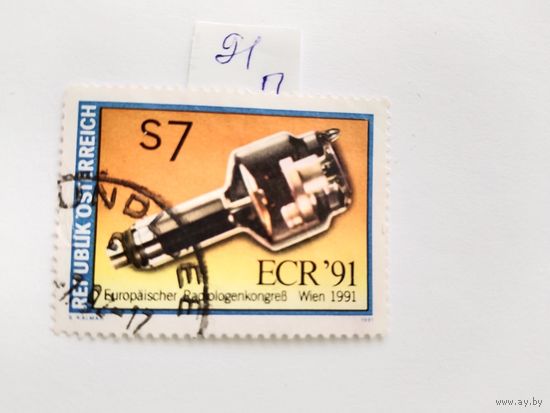 91
п
S7
REPUBLIK ÖSTERREICH
ECR '91
Europäischer Radiologenkongreß Wien 1991
1991
www.ay.by